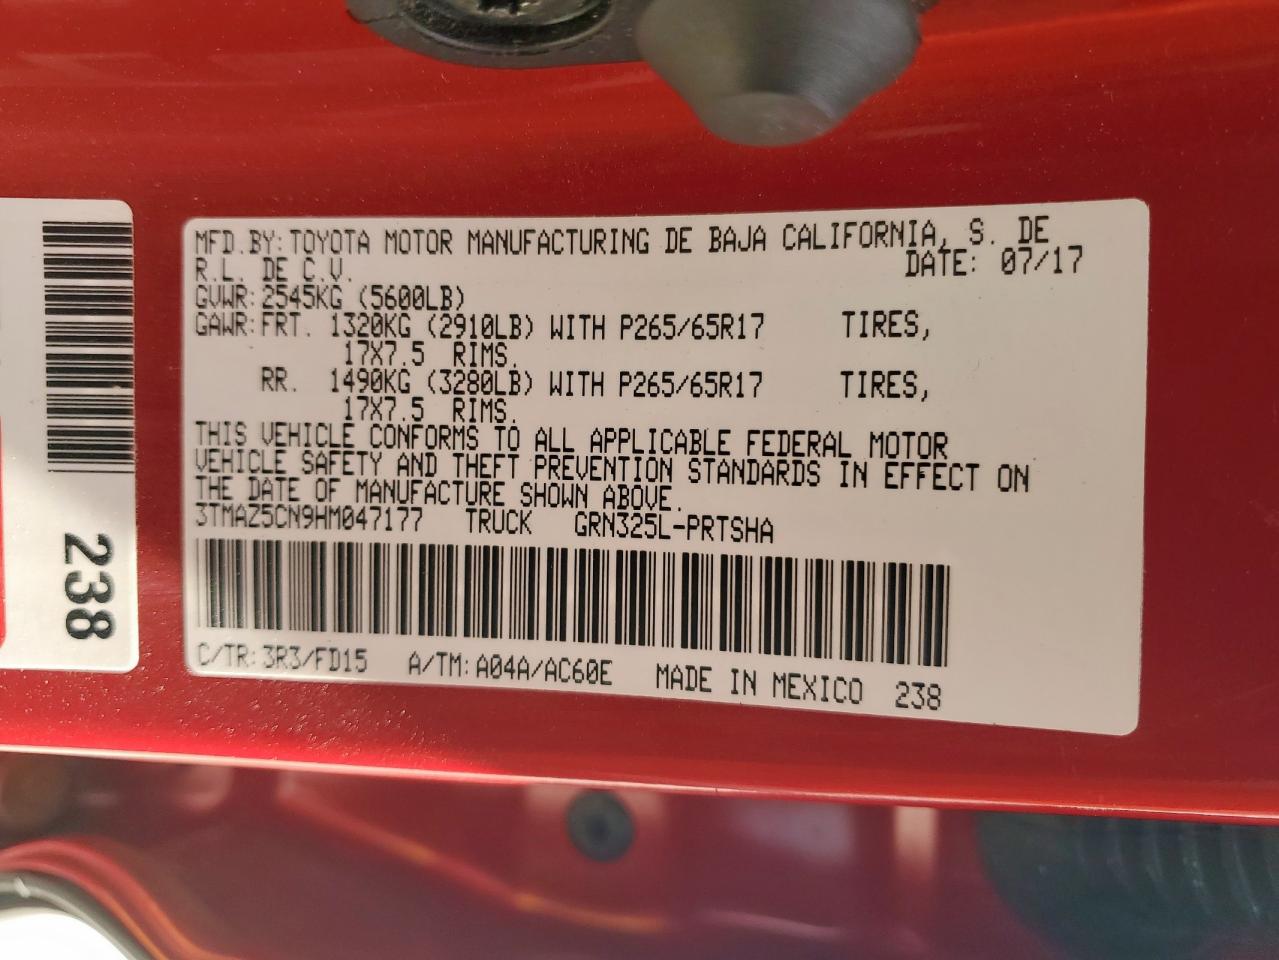 MFD.BY: TOYOTA MOTOR MANUFACTURING DE BAJA CALIFORNIA, S. DE
R.L. DE C.V. DATE: 07/17
GVWR: 2545KG (5600LB)
GAWR: FRT. 1320KG (2910LB) WITH P265/65R17 TIRES,
17X7.5 RIMS.
RR. 1490KG (3280LB) WITH P265/65R17 TIRES,
17X7.5 RIMS.
THIS VEHICLE CONFORMS TO ALL APPLICABLE FEDERAL MOTOR
VEHICLE SAFETY AND THEFT PREVENTION STANDARDS IN EFFECT ON
THE DATE OF MANUFACTURE SHOWN ABOVE.
3TMAZ5CN9HM047177 TRUCK GRN325L-PRTSHA
C/TR: 3R3/FD15 A/TM: A04A/AC60E MADE IN MEXICO 238
238